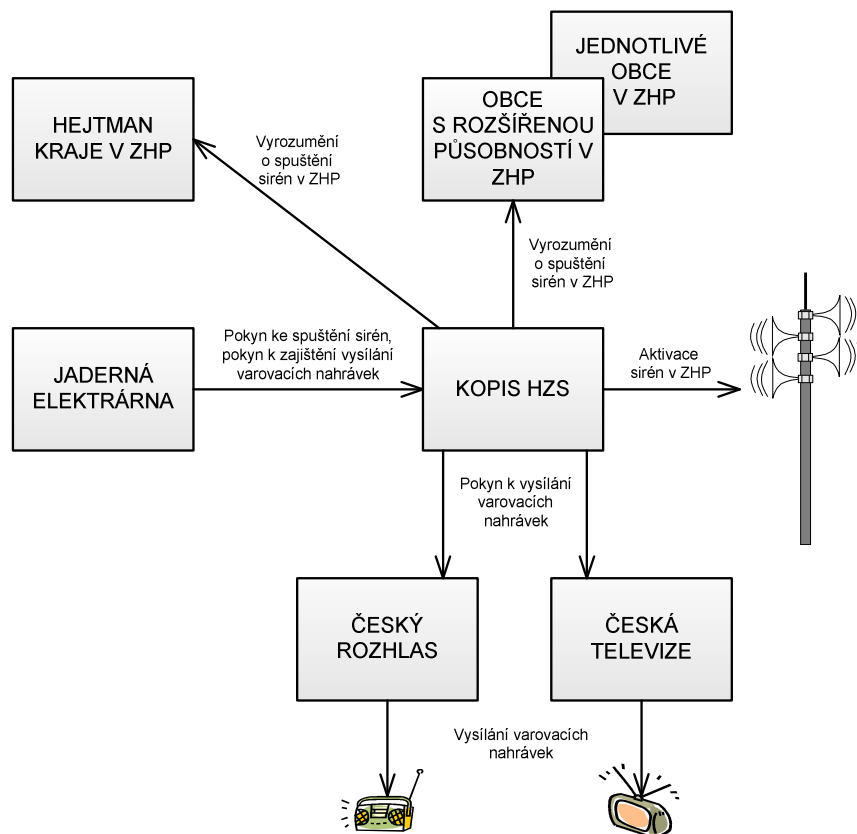 JEDNOTLIVÉ
OBCE
V ZHP
HEJTMAN
KRAJE V ZHP
OBCE
S ROZŠÍŘENOU
PŮSOBNOSTÍ V
ZHP
Vyrozumění
o spuštění
sirén v ZHP
Vyrozumění
o spuštění
sirén v ZHP
JADERNÁ
ELEKTRÁRNA
Pokyn ke spuštění sirén,
pokyn k zajištění vysílání
varovacích nahrávek
KOPIS HZS
Aktivace
sirén v ZHP
Pokyn k vysílání
varovacích
nahrávek
ČESKÝ
ROZHLAS
ČESKÁ
TELEVIZE
Vysílání varovacích
nahrávek